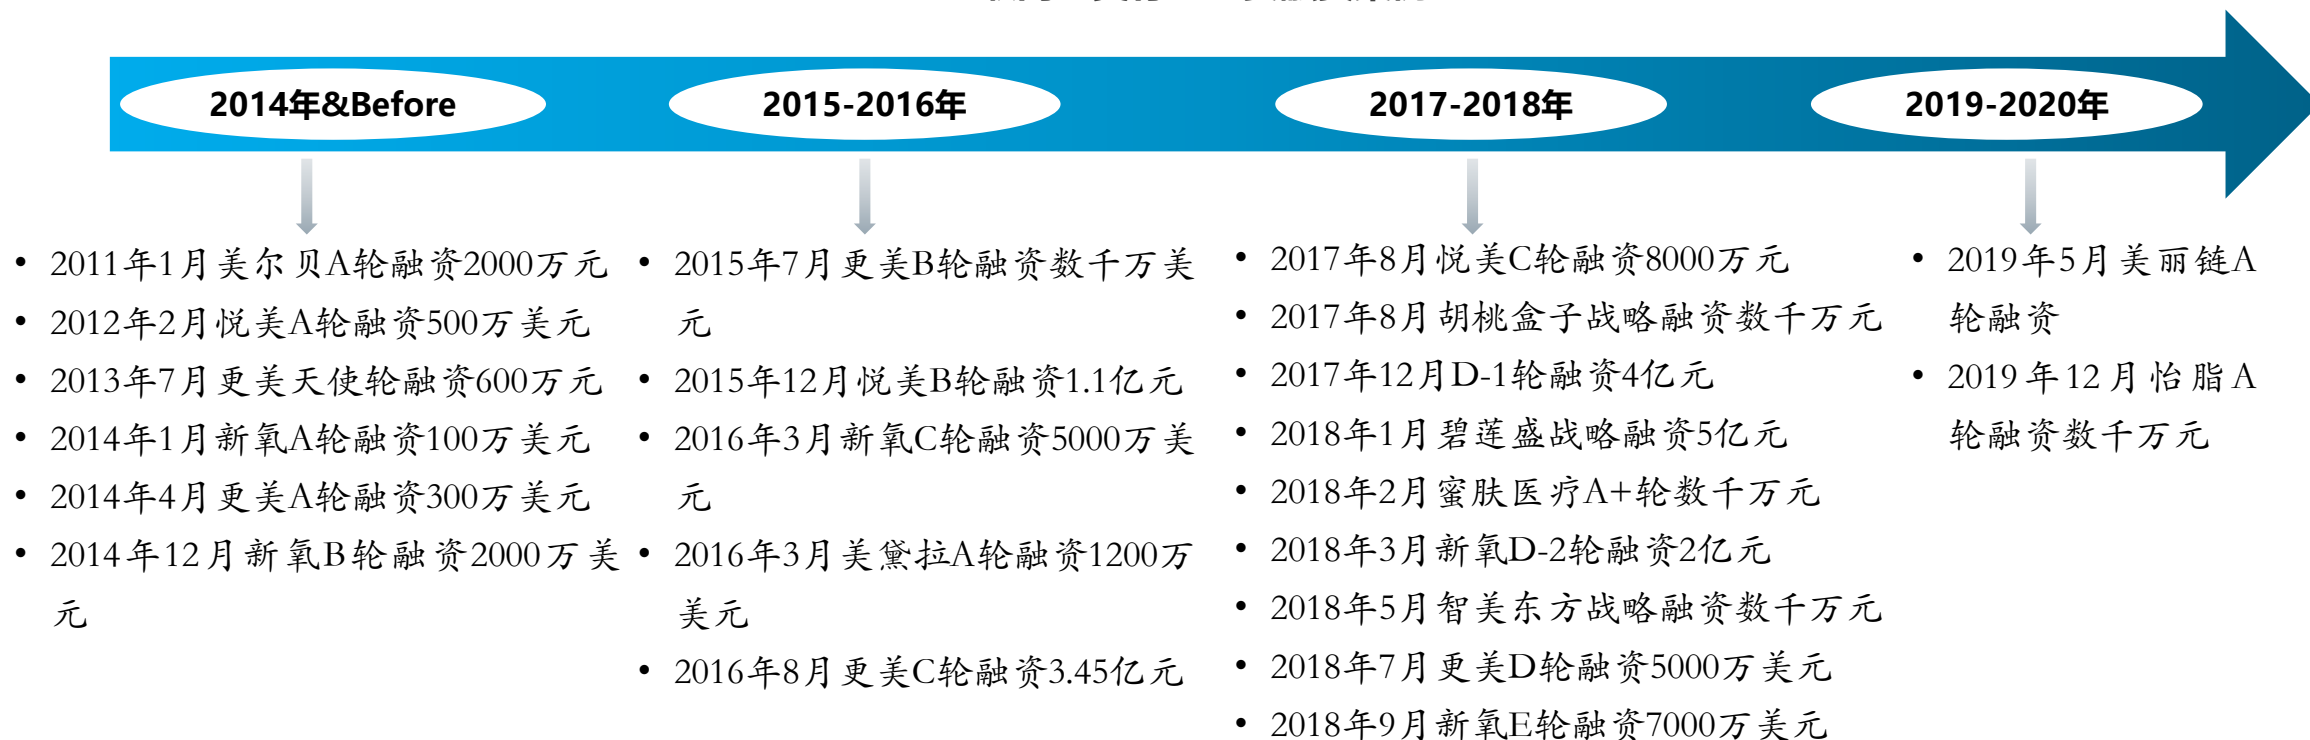 2014年&Before
2015-2016年
2017-2018年
2019-2020年
• 2011年1月美尔贝A轮融资2000万元
• 2012年2月悦美A轮融资500万美元
• 2013年7月更美天使轮融资600万元
• 2014年1月新氧A轮融资100万美元
• 2014年4月更美A轮融资300万美元
• 2014年12月新氧B轮融资2000万美
元
• 2015年7月更美B轮融资数千万美
元
• 2015年12月悦美B轮融资1.1亿元
• 2016年3月新氧C轮融资5000万美
元
• 2016年3月美黛拉A轮融资1200万
美元
• 2016年8月更美C轮融资3.45亿元
• 2017年8月悦美C轮融资8000万元
• 2017年8月胡桃盒子战略融资数千万元
• 2017年12月D-1轮融资4亿元
• 2018年1月碧莲盛战略融资5亿元
• 2018年2月蜜肤医疗A+轮数千万元
• 2018年3月新氧D-2轮融资2亿元
• 2018年5月智美东方战略融资数千万元
• 2018年7月更美D轮融资5000万美元
• 2018年9月新氧E轮融资7000万美元
• 2019年5月美丽链A
轮融资
• 2019年12月怡脂A
轮融资数千万元